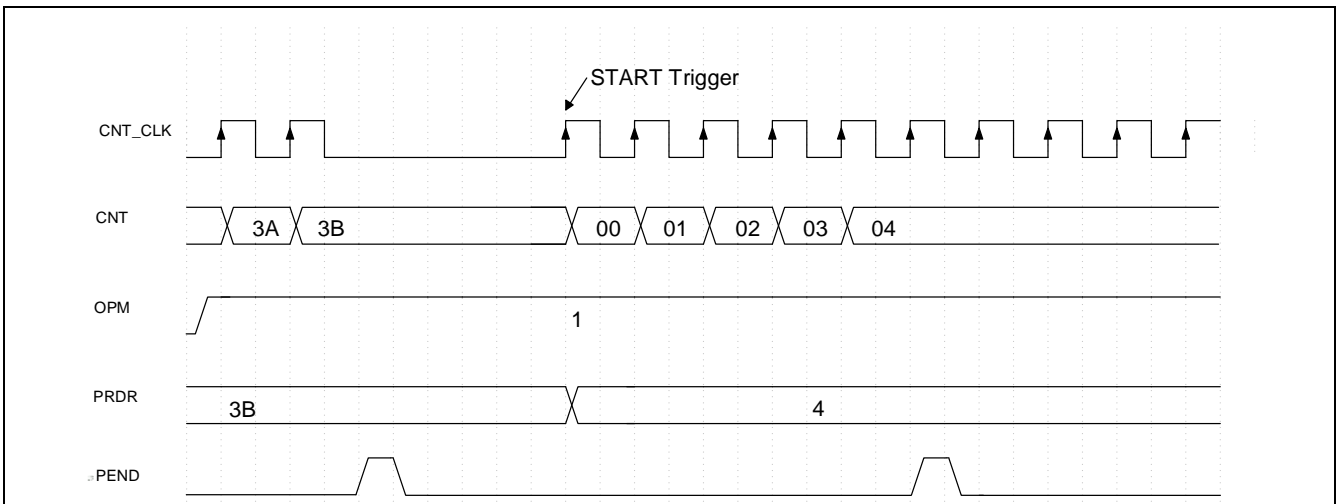 START Trigger
CNT_CLK
CNT 3A 3B 00 01 02 03 04
OPM 1
PRDR 3B 4
PEND